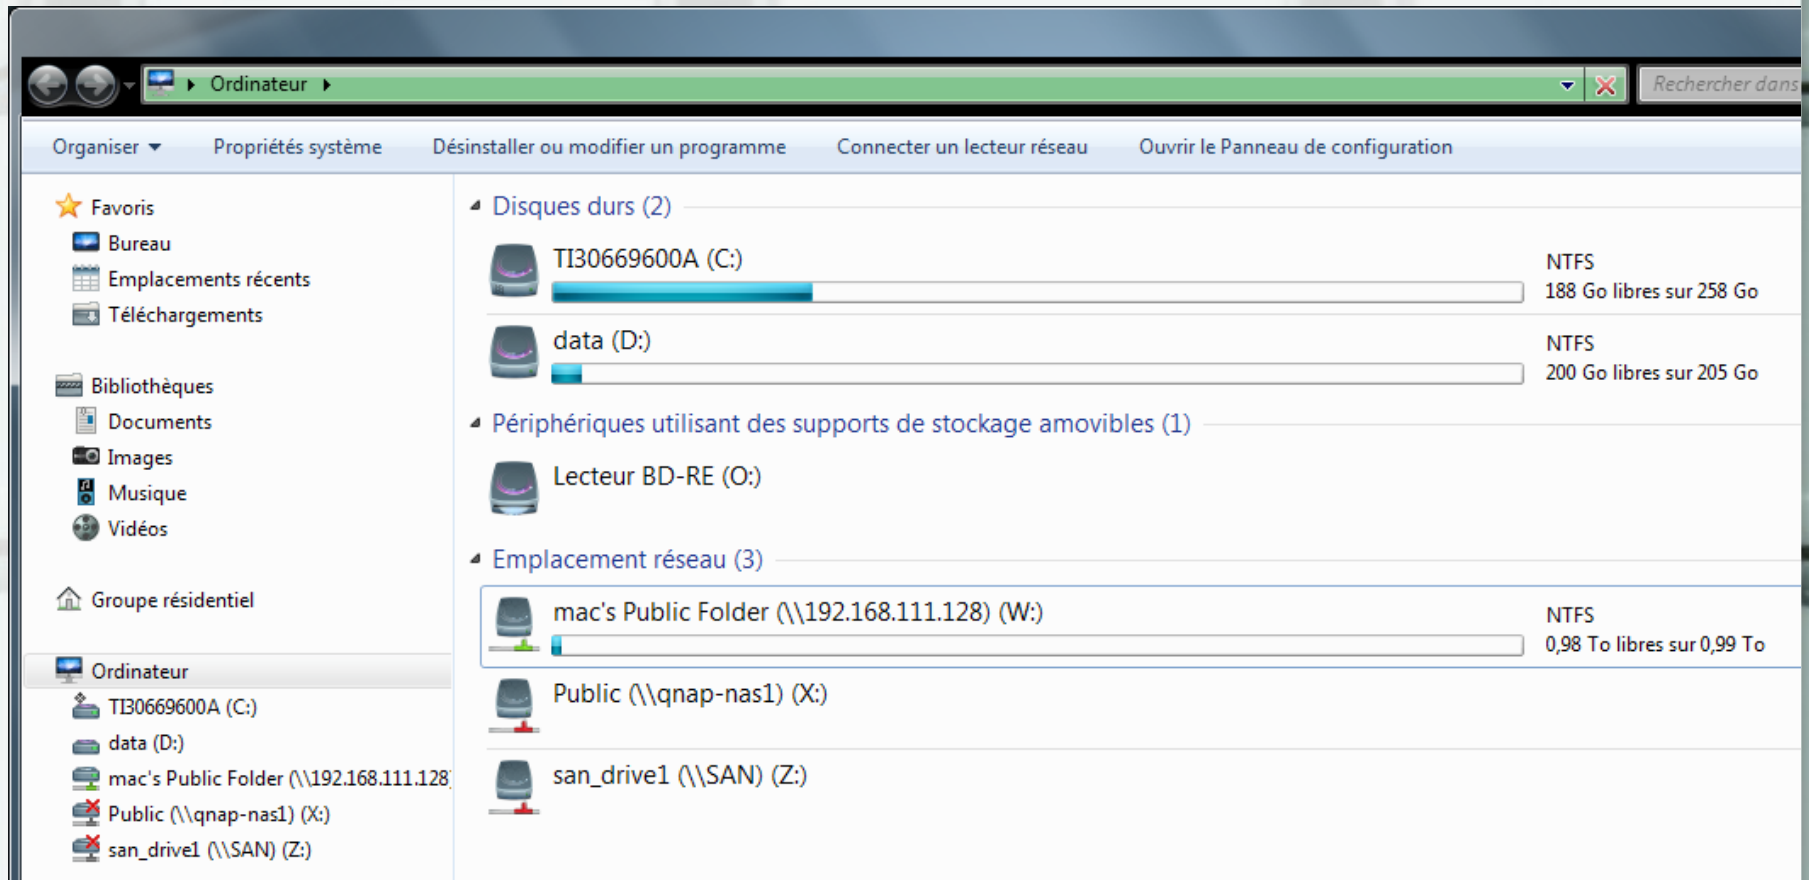 Ordinateur
Rechercher dans
Organiser
Propriétés système
Désinstaller ou modifier un programme
Connecter un lecteur réseau
Ouvrir le Panneau de configuration
Favoris
Bureau
Emplacements récents
Téléchargements
Bibliothèques
Documents
Images
Musique
Vidéos
Groupe résidentiel
Ordinateur
TI30669600A (C:)
data (D:)
mac's Public Folder (\\192.168.111.128)
Public (\\qnap-nas1) (X:)
san_drive1 (\\SAN) (Z:)
Disques durs (2)
TI30669600A (C:)
NTFS
188 Go libres sur 258 Go
data (D:)
NTFS
200 Go libres sur 205 Go
Périphériques utilisant des supports de stockage amovibles (1)
Lecteur BD-RE (O:)
Emplacement réseau (3)
mac's Public Folder (\\192.168.111.128) (W:)
NTFS
0,98 To libres sur 0,99 To
Public (\\qnap-nas1) (X:)
san_drive1 (\\SAN) (Z:)